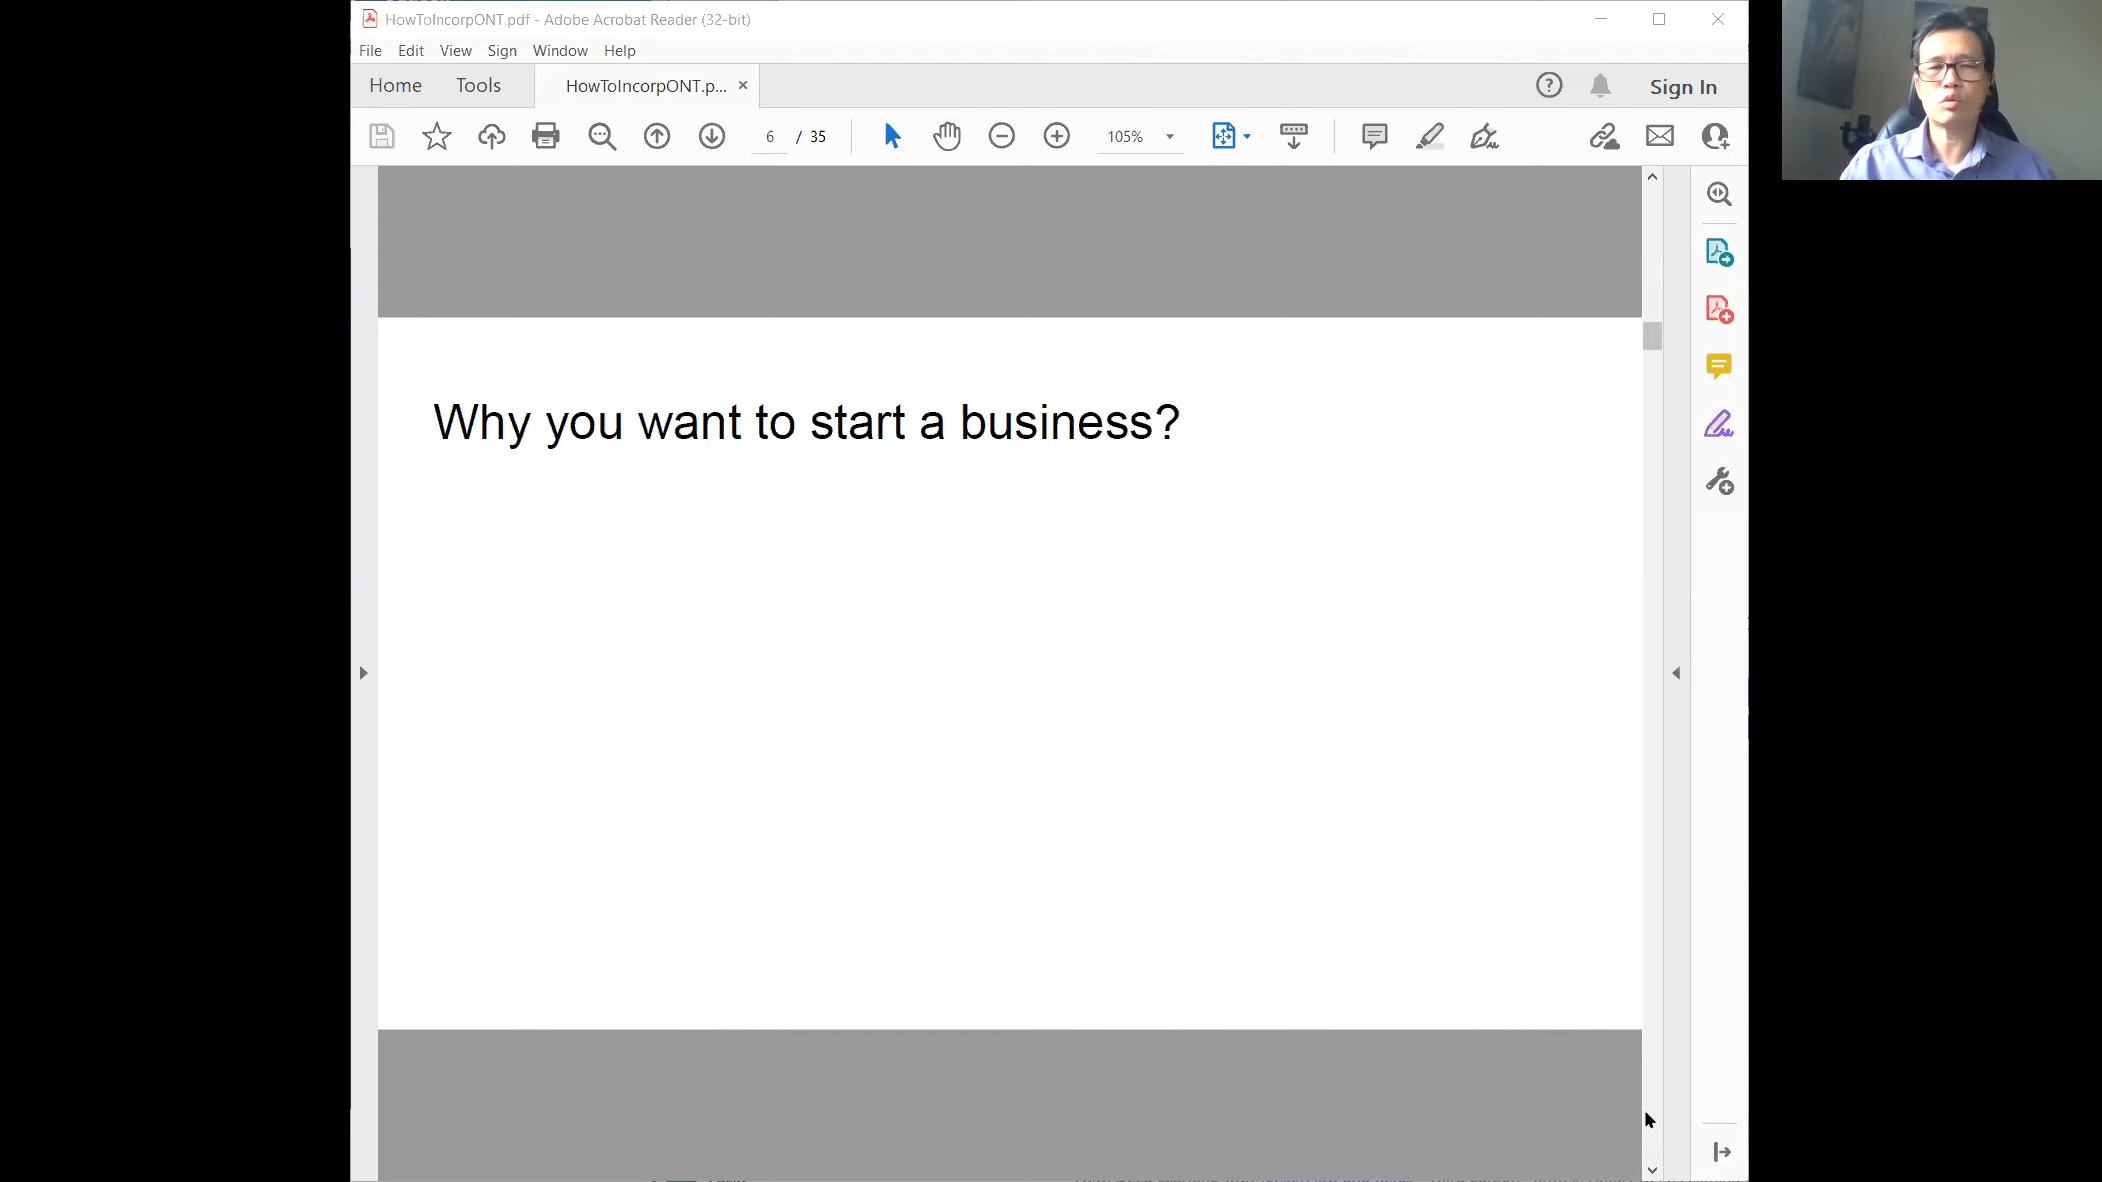 HowToIncorpONT.pdf - Adobe Acrobat Reader (32-bit)
File Edit View Sign Window Help
Home Tools HowToIncorpONT.p... Sign In
6 / 35 105%
Why you want to start a business?